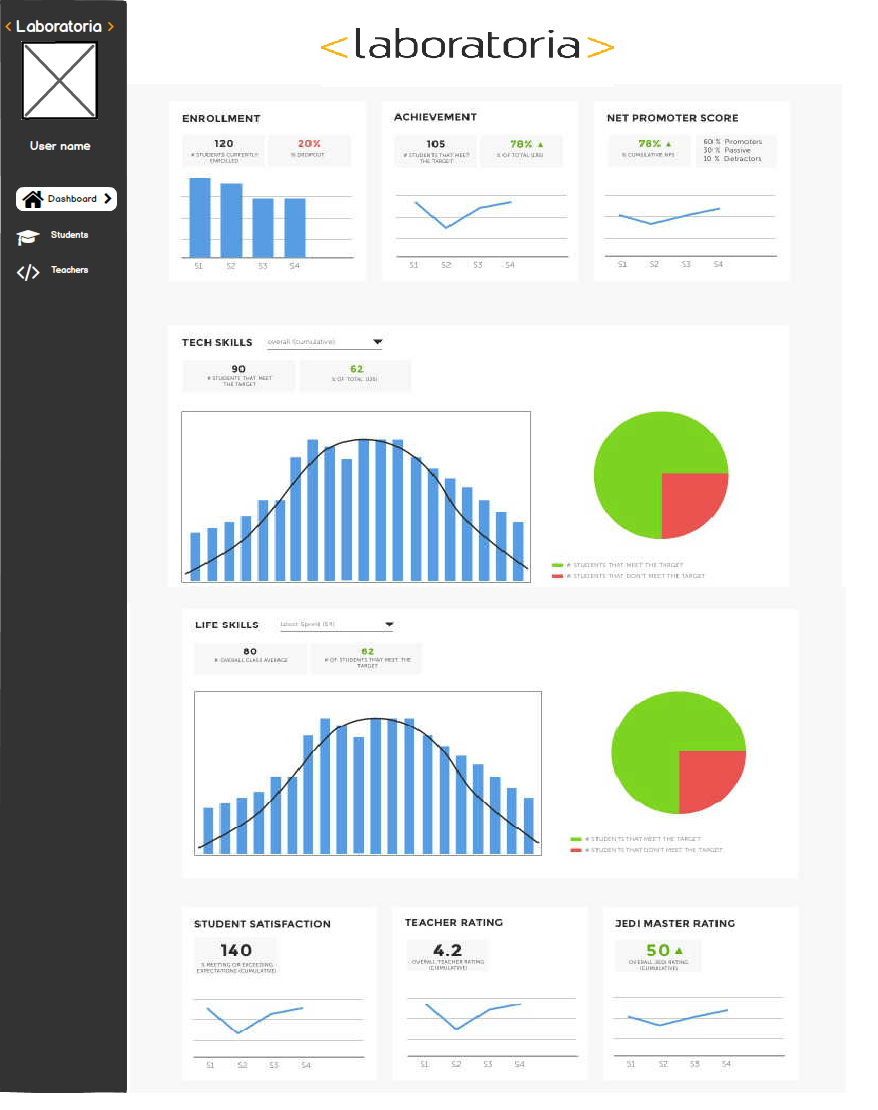 < Laboratoria >
User name
Dashboard >
Students
</> Teachers
<laboratoria>
ENROLLMENT
120
# STUDENTS CURRENTLY
ENROLLED
20%
% DROPOUT
S1 S2 S3 S4
ACHIEVEMENT
105
# STUDENTS THAT MEET
THE TARGET
78% ▲
% OF TOTAL (135)
S1 S2 S3 S4
NET PROMOTER SCORE
78% ▲
% CUMULATIVE NPS
60 % Promoters
30 % Passive
10 % Detractors
S1 S2 S3 S4
TECH SKILLS
overall (cumulative)
90
# STUDENTS THAT MEET
THE TARGET
62
% OF TOTAL (135)
# STUDENTS THAT MEET THE TARGET
# STUDENTS THAT DON'T MEET THE TARGET
LIFE SKILLS
Latest Sprint (S4)
80
# OVERALL CLASS AVERAGE
62
# OF STUDENTS THAT MEET THE
TARGET
# STUDENTS THAT MEET THE TARGET
# STUDENTS THAT DON'T MEET THE TARGET
STUDENT SATISFACTION
140
% MEETING OR EXCEEDING
EXPECTATIONS (CUMULATIVE)
S1 S2 S3 S4
TEACHER RATING
4.2
OVERALL TEACHER RATING
(CUMULATIVE)
S1 S2 S3 S4
JEDI MASTER RATING
50 ▲
OVERALL JEDI RATING
(CUMULATIVE)
S1 S2 S3 S4